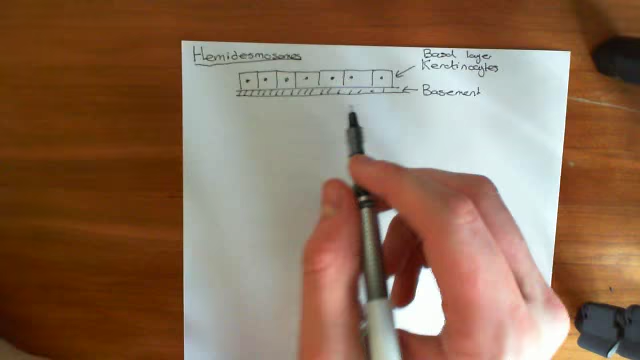 Hemidesmosomes
Basal layer
Keratinocytes
Basement